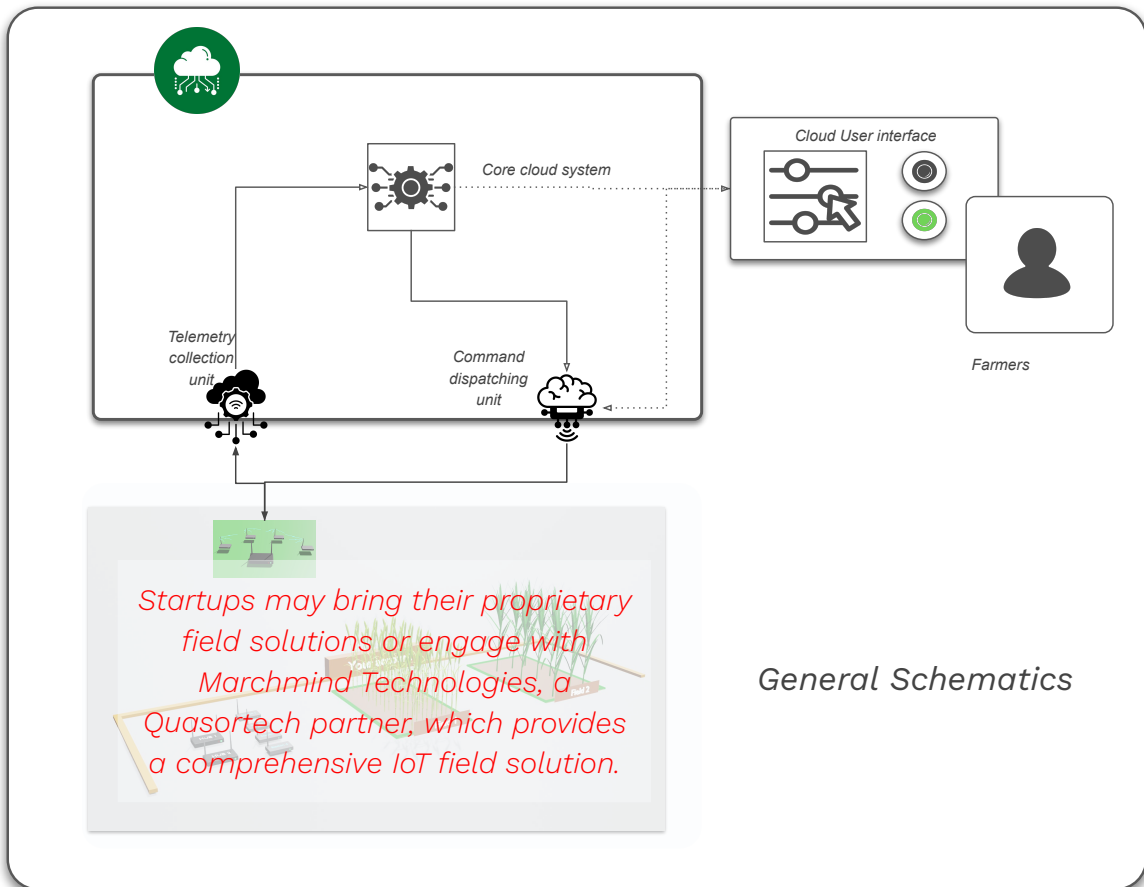 Cloud User interface
Core cloud system
Telemetry
collection
unit
Command
dispatching
unit
Farmers
Startups may bring their proprietary
field solutions or engage with
Marchmind Technologies, a
Quasortech partner, which provides
a comprehensive IoT field solution.
General Schematics